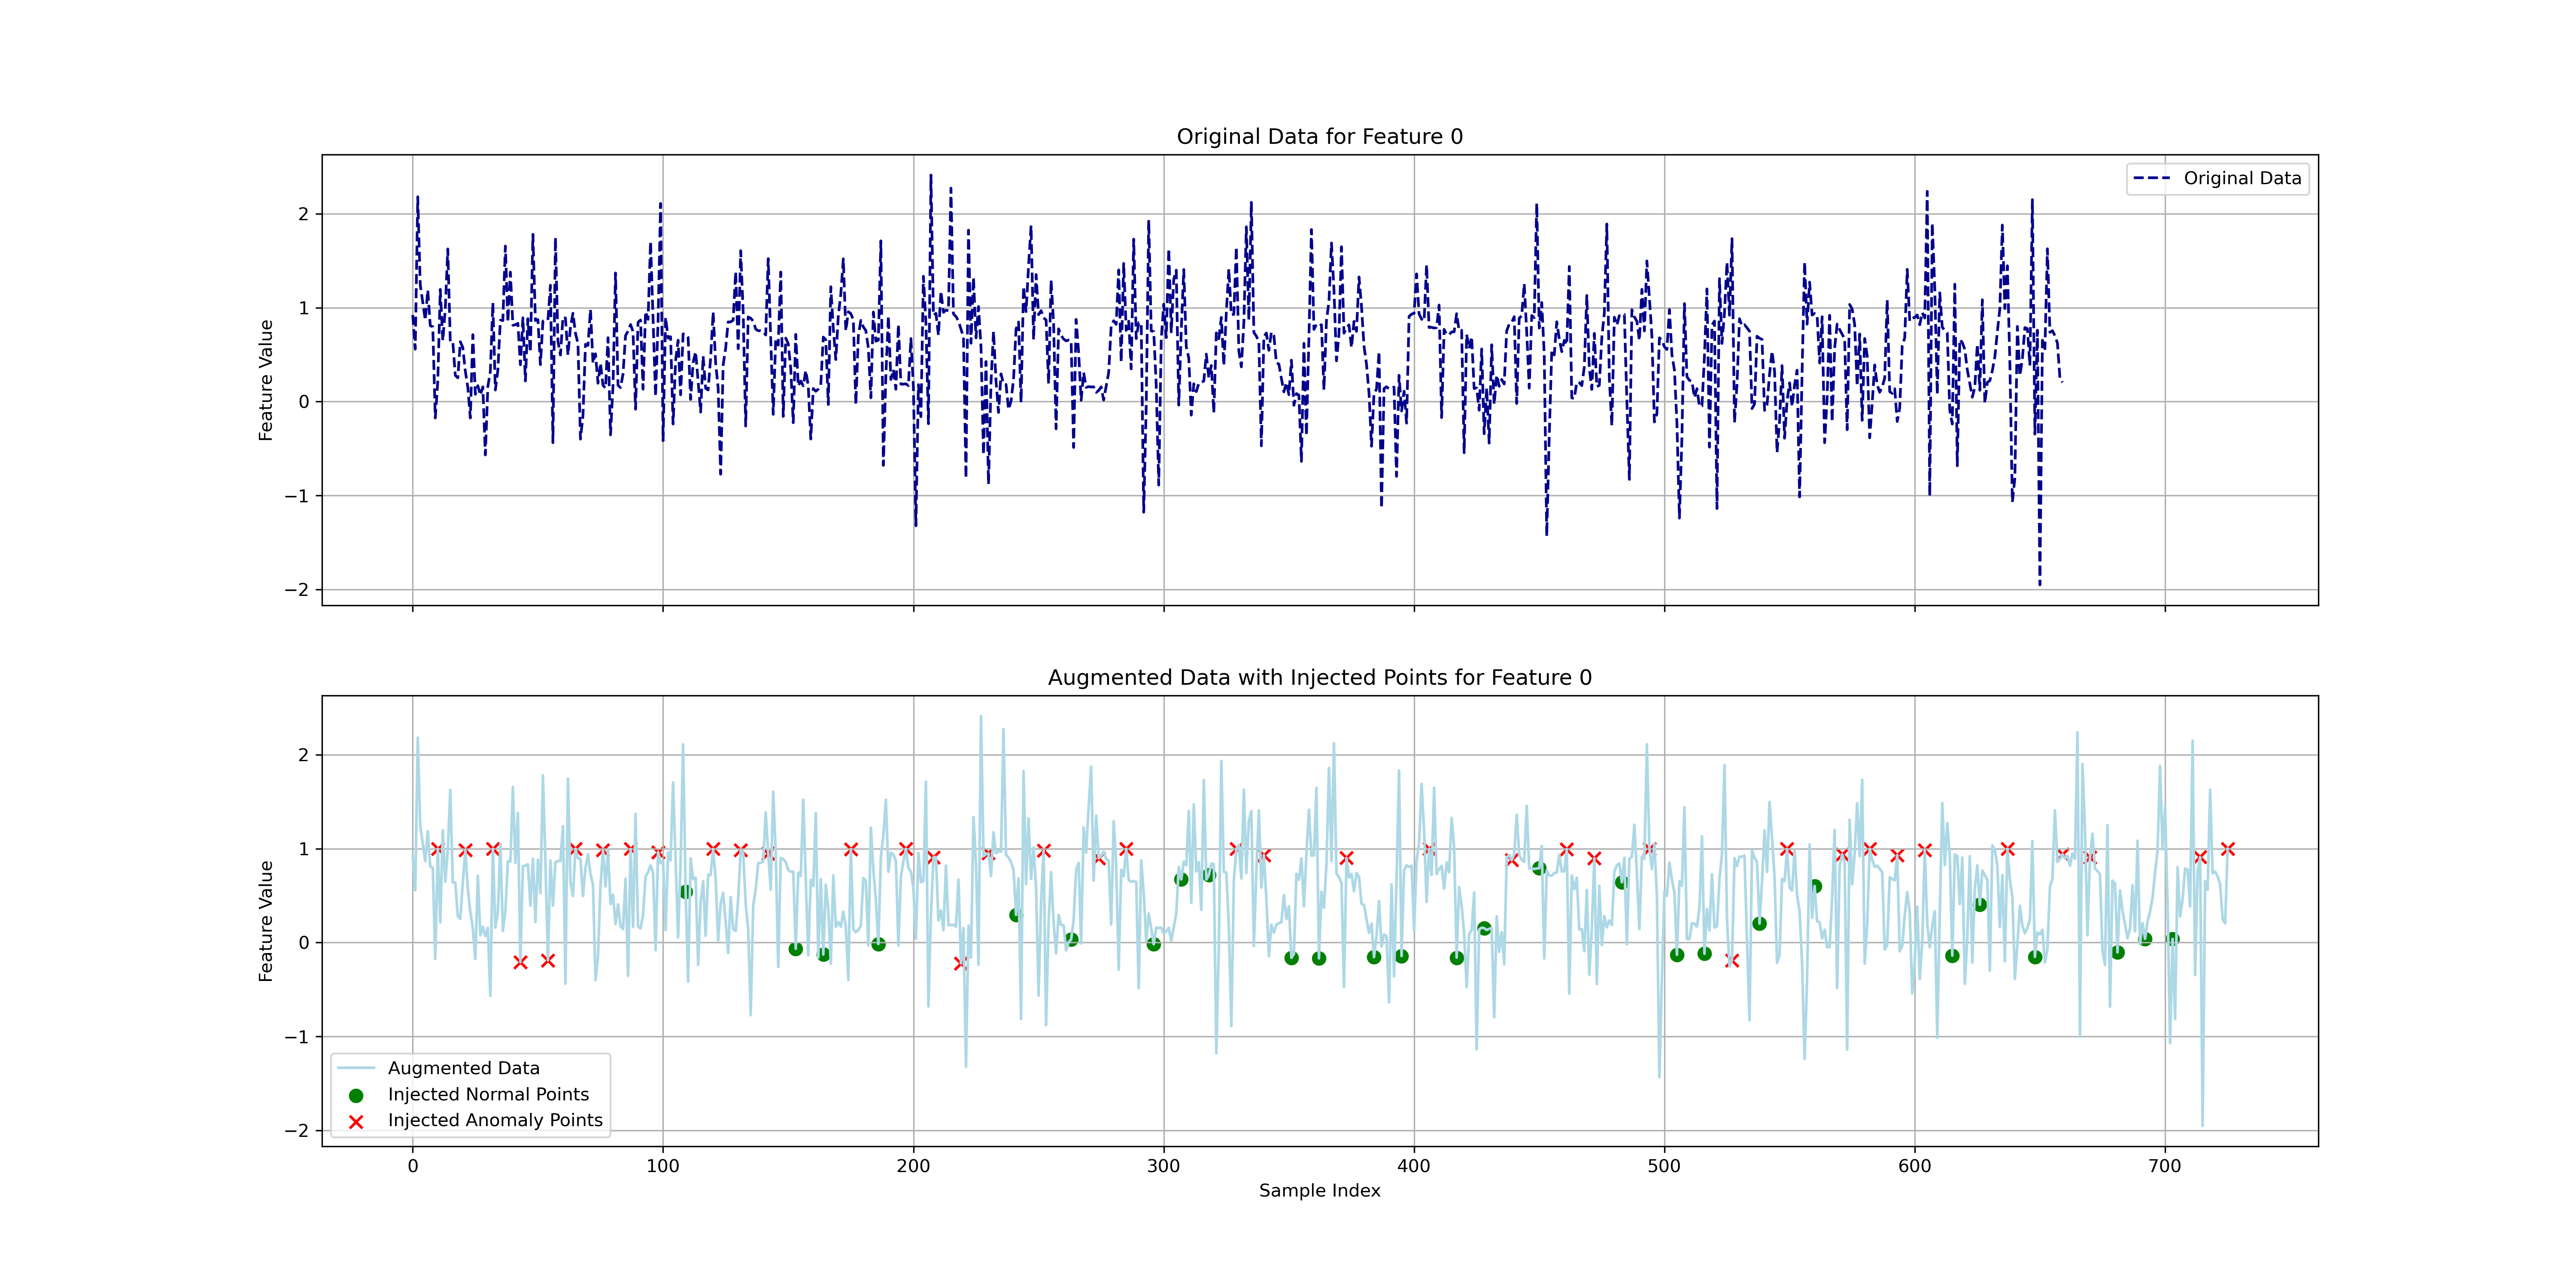 Original Data for Feature 0
Original Data
Feature Value
2
1
0
−1
−2
Augmented Data with Injected Points for Feature 0
Feature Value
2
1
0
−1
−2
Augmented Data
Injected Normal Points
Injected Anomaly Points
0 100 200 300 400 500 600 700
Sample Index